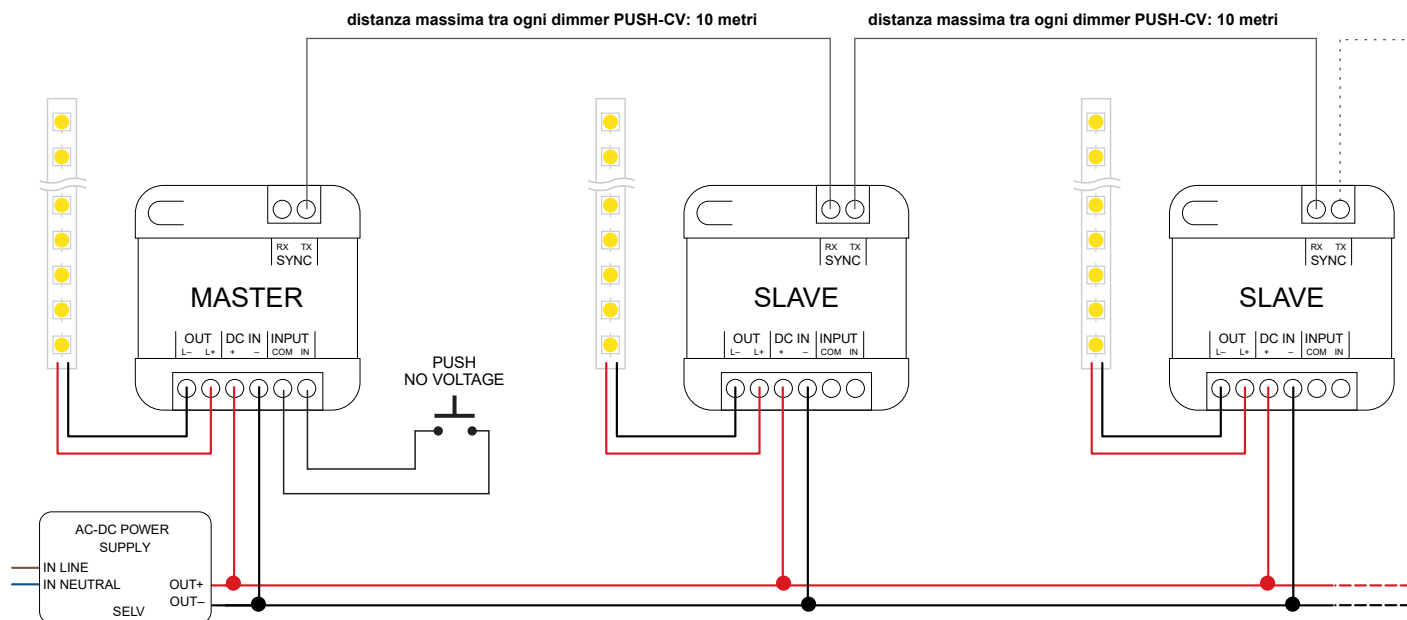 distanza massima tra ogni dimmer PUSH-CV: 10 metri
distanza massima tra ogni dimmer PUSH-CV: 10 metri
RX TX
SYNC
MASTER
OUT DC IN INPUT
L– L+ + – COM IN
PUSH
NO VOLTAGE
RX TX
SYNC
SLAVE
OUT DC IN INPUT
L– L+ + – COM IN
RX TX
SYNC
SLAVE
OUT DC IN INPUT
L– L+ + – COM IN
AC-DC POWER
SUPPLY
IN LINE
IN NEUTRAL
OUT+
OUT–
SELV